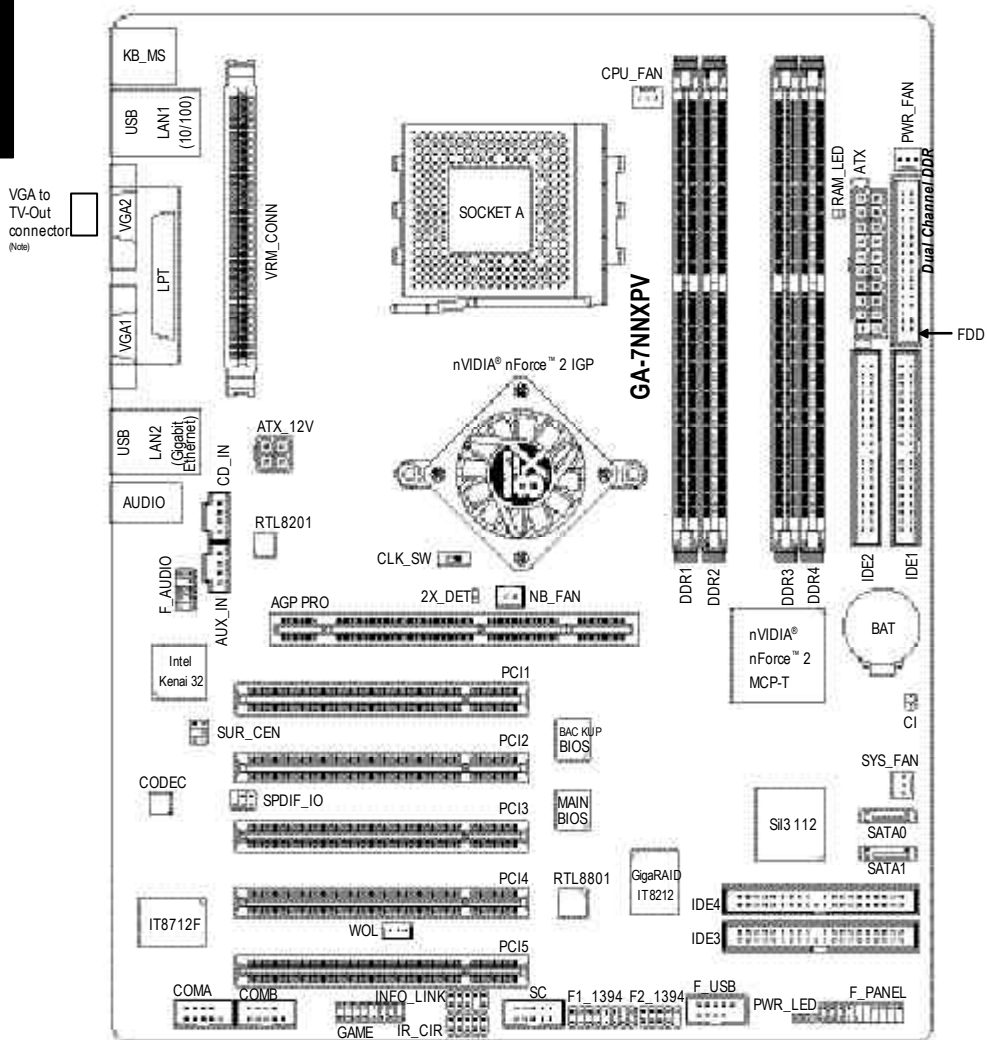 KB_MS
CPU_FAN
PWR_FAN
USB
LAN1
(10/100)
RAM_LED
ATX
Dual Channel DDR
VGA to
TV-Out
connector
(Note)
VGA2
LPT
VGA1
VRM_CONN
SOCKET A
GA-7NNXPV
FDD
nVIDIA® nForce™ 2 IGP
USB
LAN2
(Gigabit
Ethernet)
ATX_12V
CD_IN
AUDIO
RTL8201
CLK_SW
F_AUDIO
AUX_IN
2X_DET
NB_FAN
DDR1
DDR2
DDR3
DDR4
IDE2
IDE1
AGP PRO
nVIDIA®
nForce™ 2
MCP-T
BAT
Intel
Kenai 32
PCI1
CI
SUR_CEN
PCI2
BACKUP
BIOS
SYS_FAN
CODEC
SPDIF_IO
PCI3
MAIN
BIOS
Sil3112
SATA0
SATA1
PCI4
RTL8801
GigaRAID
IT8212
IDE4
IT8712F
WOL
IDE3
PCI5
COMA
COMB
INFO_LINK
GAME
IR_CIR
SC
F1_1394
F2_1394
F_USB
PWR_LED
F_PANEL